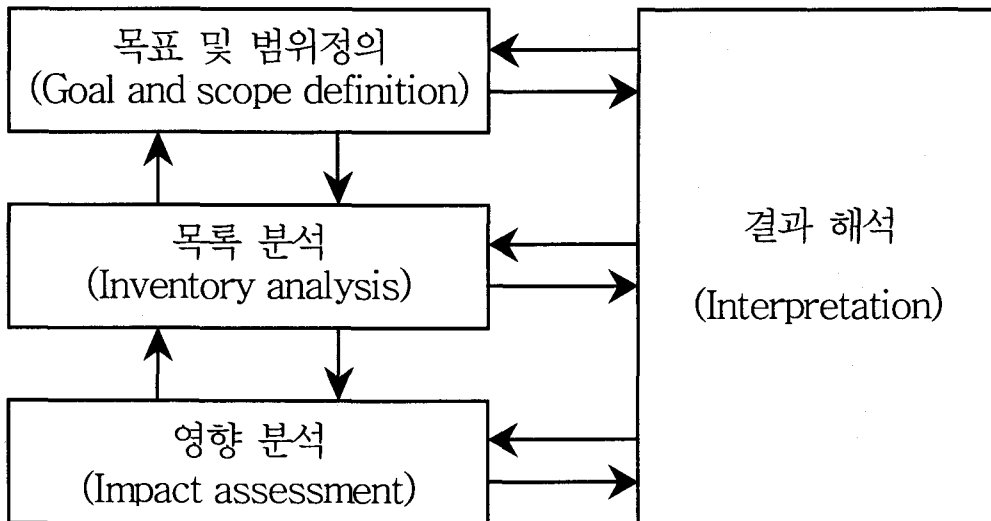 목표 및 범위정의
(Goal and scope definition)
목록 분석
(Inventory analysis)
영향 분석
(Impact assessment)
결과 해석
(Interpretation)